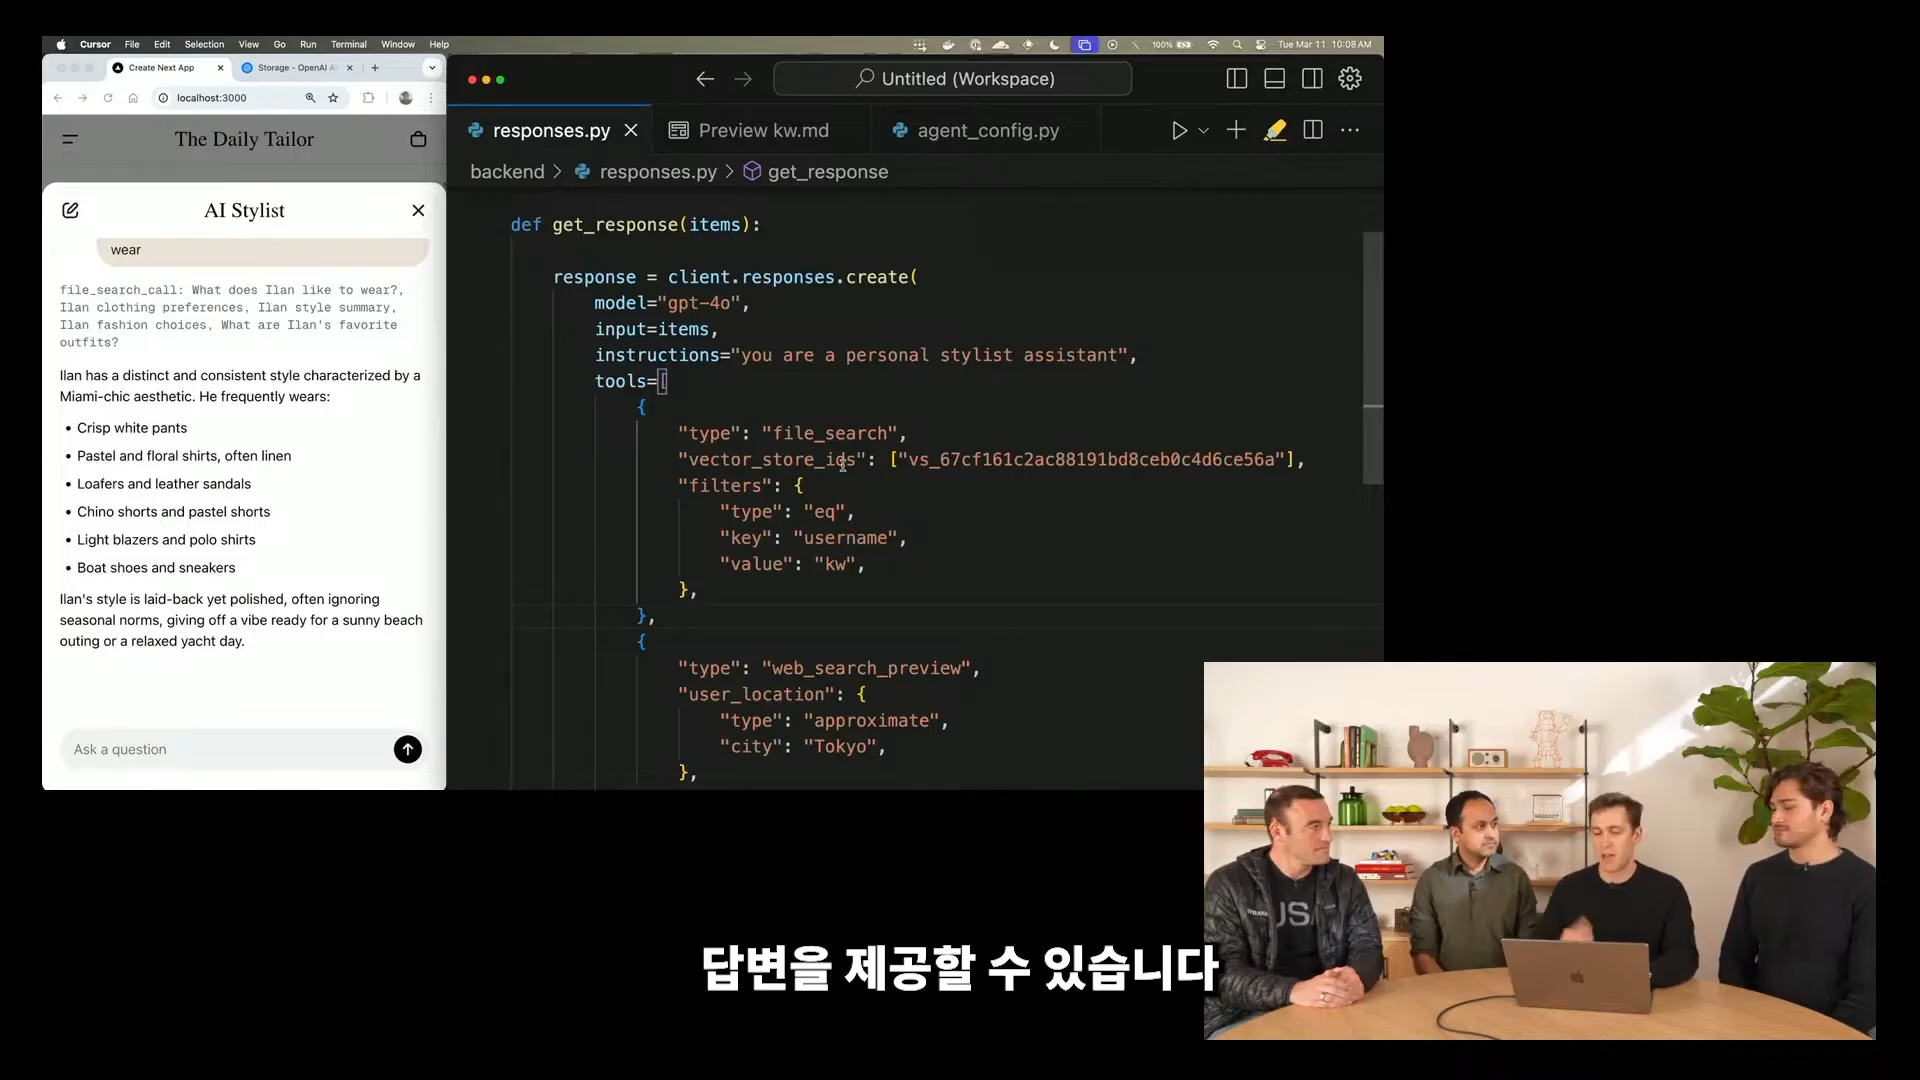 Cursor File Edit Selection View Go Run Terminal Window Help
100% Tue Mar 11 10:08 AM
Create Next App
Storage - OpenAI A
localhost:3000
The Daily Tailor
AI Stylist
wear
file_search_call: What does Ilan like to wear?,
Ilan clothing preferences, Ilan style summary,
Ilan fashion choices, What are Ilan's favorite
outfits?
Ilan has a distinct and consistent style characterized by a
Miami-chic aesthetic. He frequently wears:
• Crisp white pants
• Pastel and floral shirts, often linen
• Loafers and leather sandals
• Chino shorts and pastel shorts
• Light blazers and polo shirts
• Boat shoes and sneakers
Ilan's style is laid-back yet polished, often ignoring
seasonal norms, giving off a vibe ready for a sunny beach
outing or a relaxed yacht day.
Ask a question
Untitled (Workspace)
responses.py
Preview kw.md
agent_config.py
backend > responses.py > get_response
def get_response(items):
response = client.responses.create(
model="gpt-4o",
input=items,
instructions="you are a personal stylist assistant",
tools=[
{
"type": "file_search",
"vector_store_ids": ["vs_67cf161c2ac88191bd8ceb0c4d6ce56a"],
"filters": {
"type": "eq",
"key": "username",
"value": "kw",
},
},
{
"type": "web_search_preview",
"user_location": {
"type": "approximate",
"city": "Tokyo",
},
답변을 제공할 수 있습니다